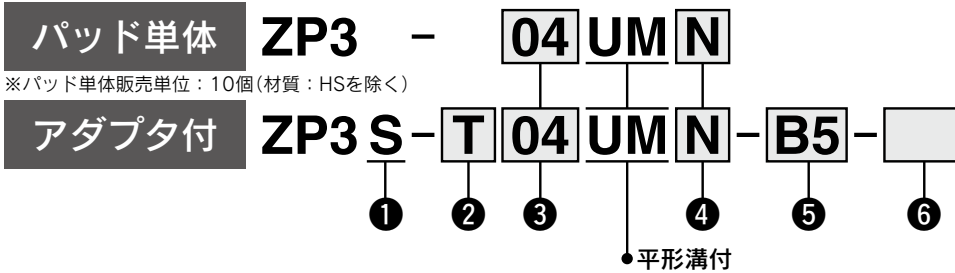 パッド単体 ZP3 - 04 UM N
※パッド単体販売単位：10個(材質：HSを除く)
アダプタ付 ZP3 S - T 04 UM N - B5 -
❶ ❷ ❸ ❹ ❺ ❻
平形溝付